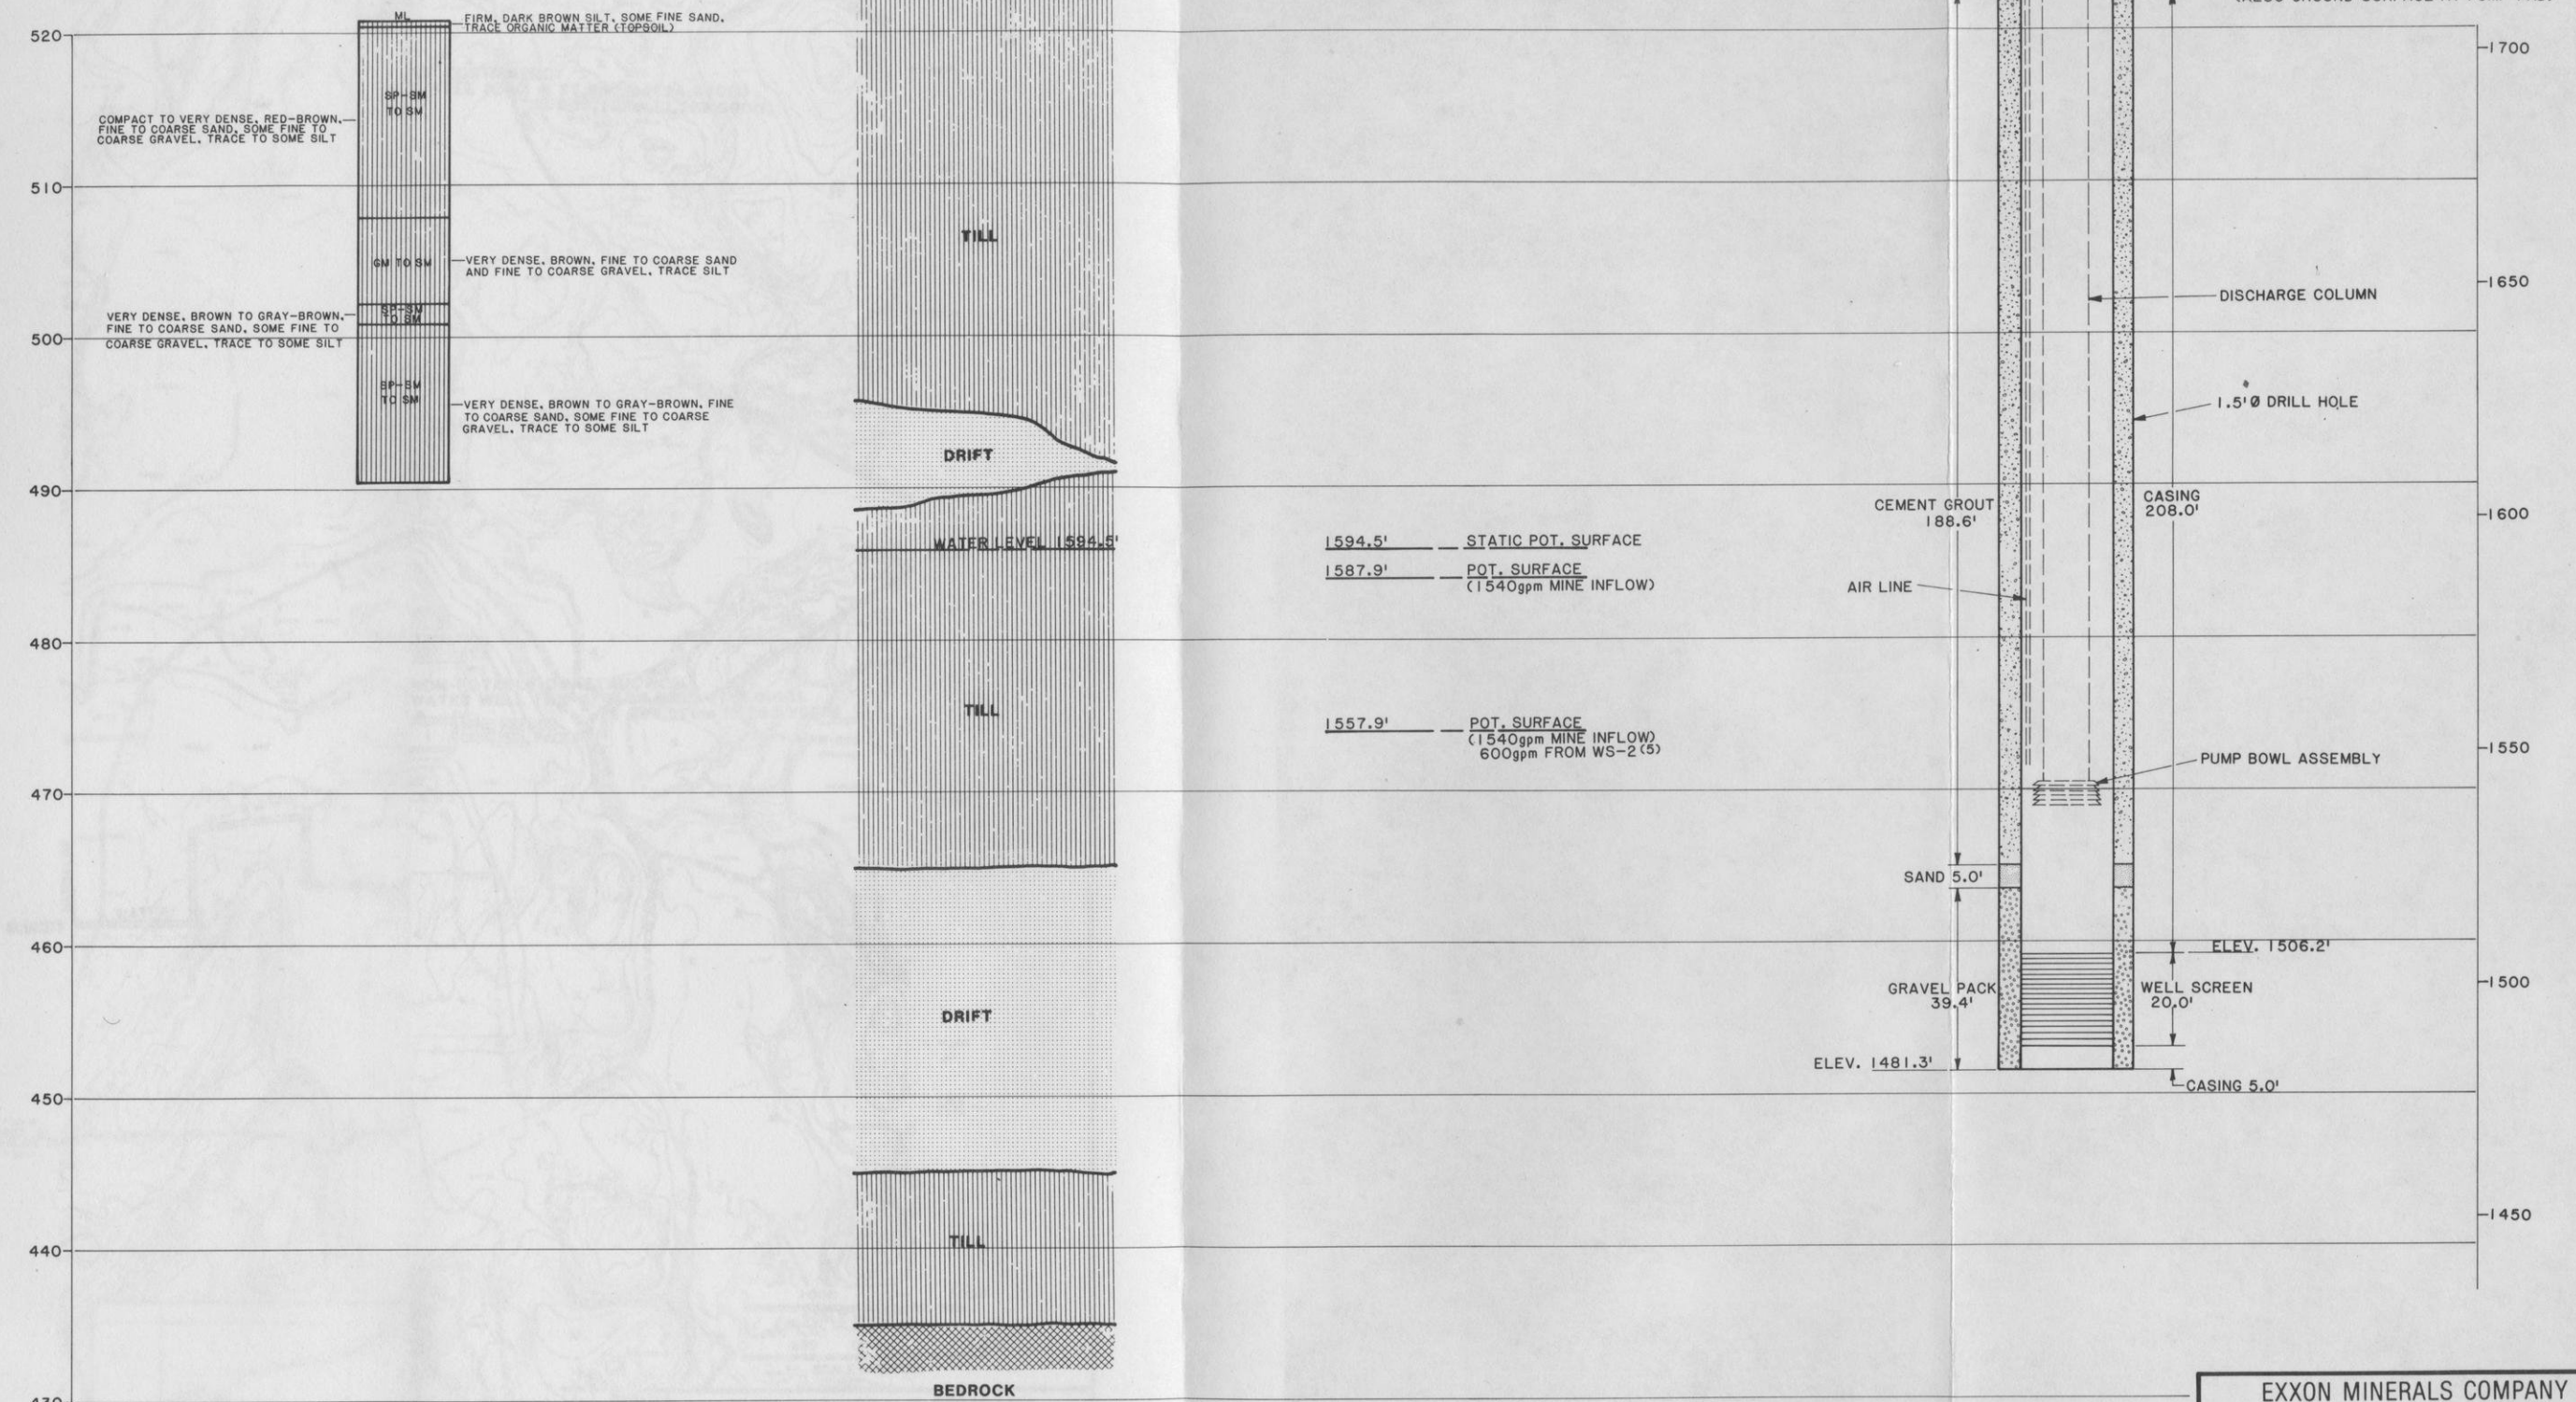 520
510
500
490
480
470
460
450
440
ML
FIRM, DARK BROWN SILT, SOME FINE SAND,
TRACE ORGANIC MATTER (TOPSOIL)
SP-SM
TO SM
COMPACT TO VERY DENSE, RED-BROWN,
FINE TO COARSE SAND, SOME FINE TO
COARSE GRAVEL, TRACE TO SOME SILT
GM TO SM
VERY DENSE, BROWN, FINE TO COARSE SAND
AND FINE TO COARSE GRAVEL, TRACE SILT
SP-SM
TO SM
VERY DENSE, BROWN TO GRAY-BROWN,
FINE TO COARSE SAND, SOME FINE TO
COARSE GRAVEL, TRACE TO SOME SILT
SP-SM
TO SM
VERY DENSE, BROWN TO GRAY-BROWN, FINE
TO COARSE SAND, SOME FINE TO COARSE
GRAVEL, TRACE TO SOME SILT
TILL
DRIFT
WATER LEVEL 1594.5'
TILL
DRIFT
TILL
BEDROCK
1594.5' STATIC POT. SURFACE
1587.9' POT. SURFACE
(1540gpm MINE INFLOW)
1557.9' POT. SURFACE
(1540gpm MINE INFLOW)
600gpm FROM WS-2(5)
CEMENT GROUT
188.6'
AIR LINE
SAND 5.0'
GRAVEL PACK
39.4'
ELEV. 1481.3'
DISCHARGE COLUMN
1.5'Ø DRILL HOLE
CASING
208.0'
PUMP BOWL ASSEMBLY
ELEV. 1506.2'
WELL SCREEN
20.0'
CASING 5.0'
1700
1650
1600
1550
1500
1450
EXXON MINERALS COMPANY